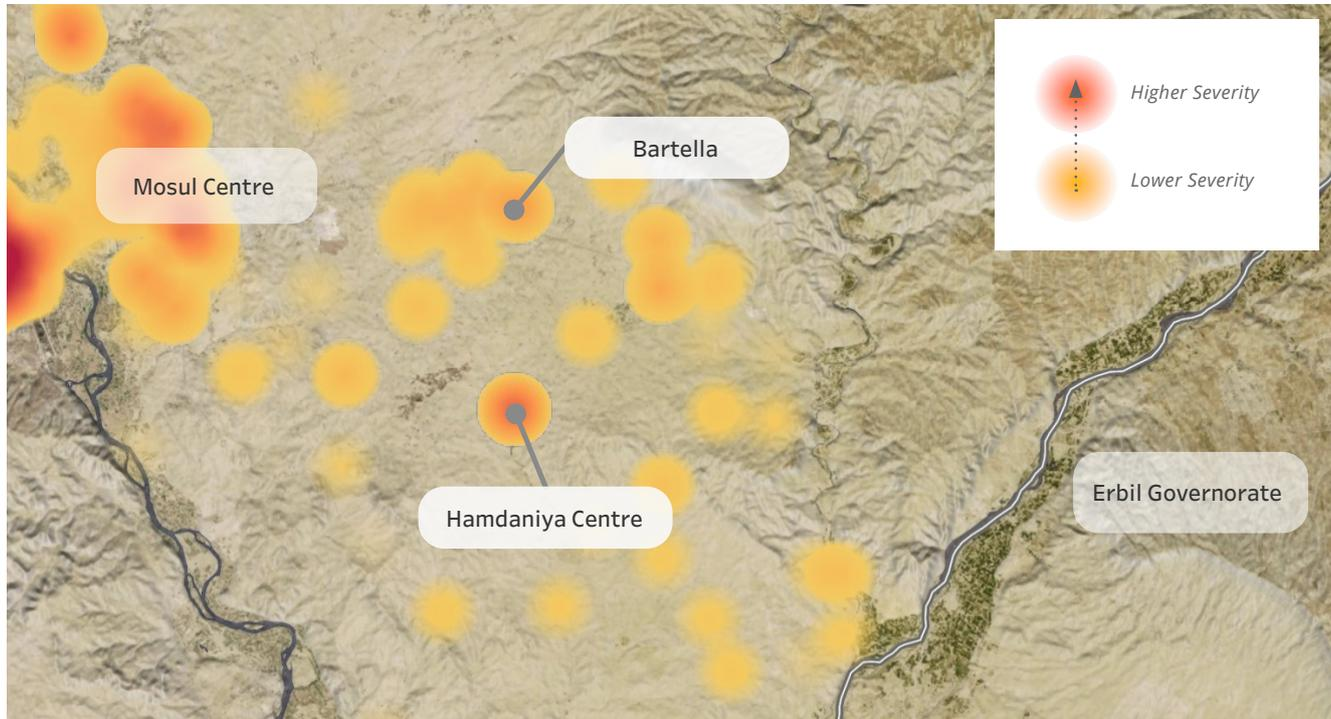 Higher Severity
Bartella
Lower Severity
Mosul Centre
Erbil Governorate
Hamdaniya Centre